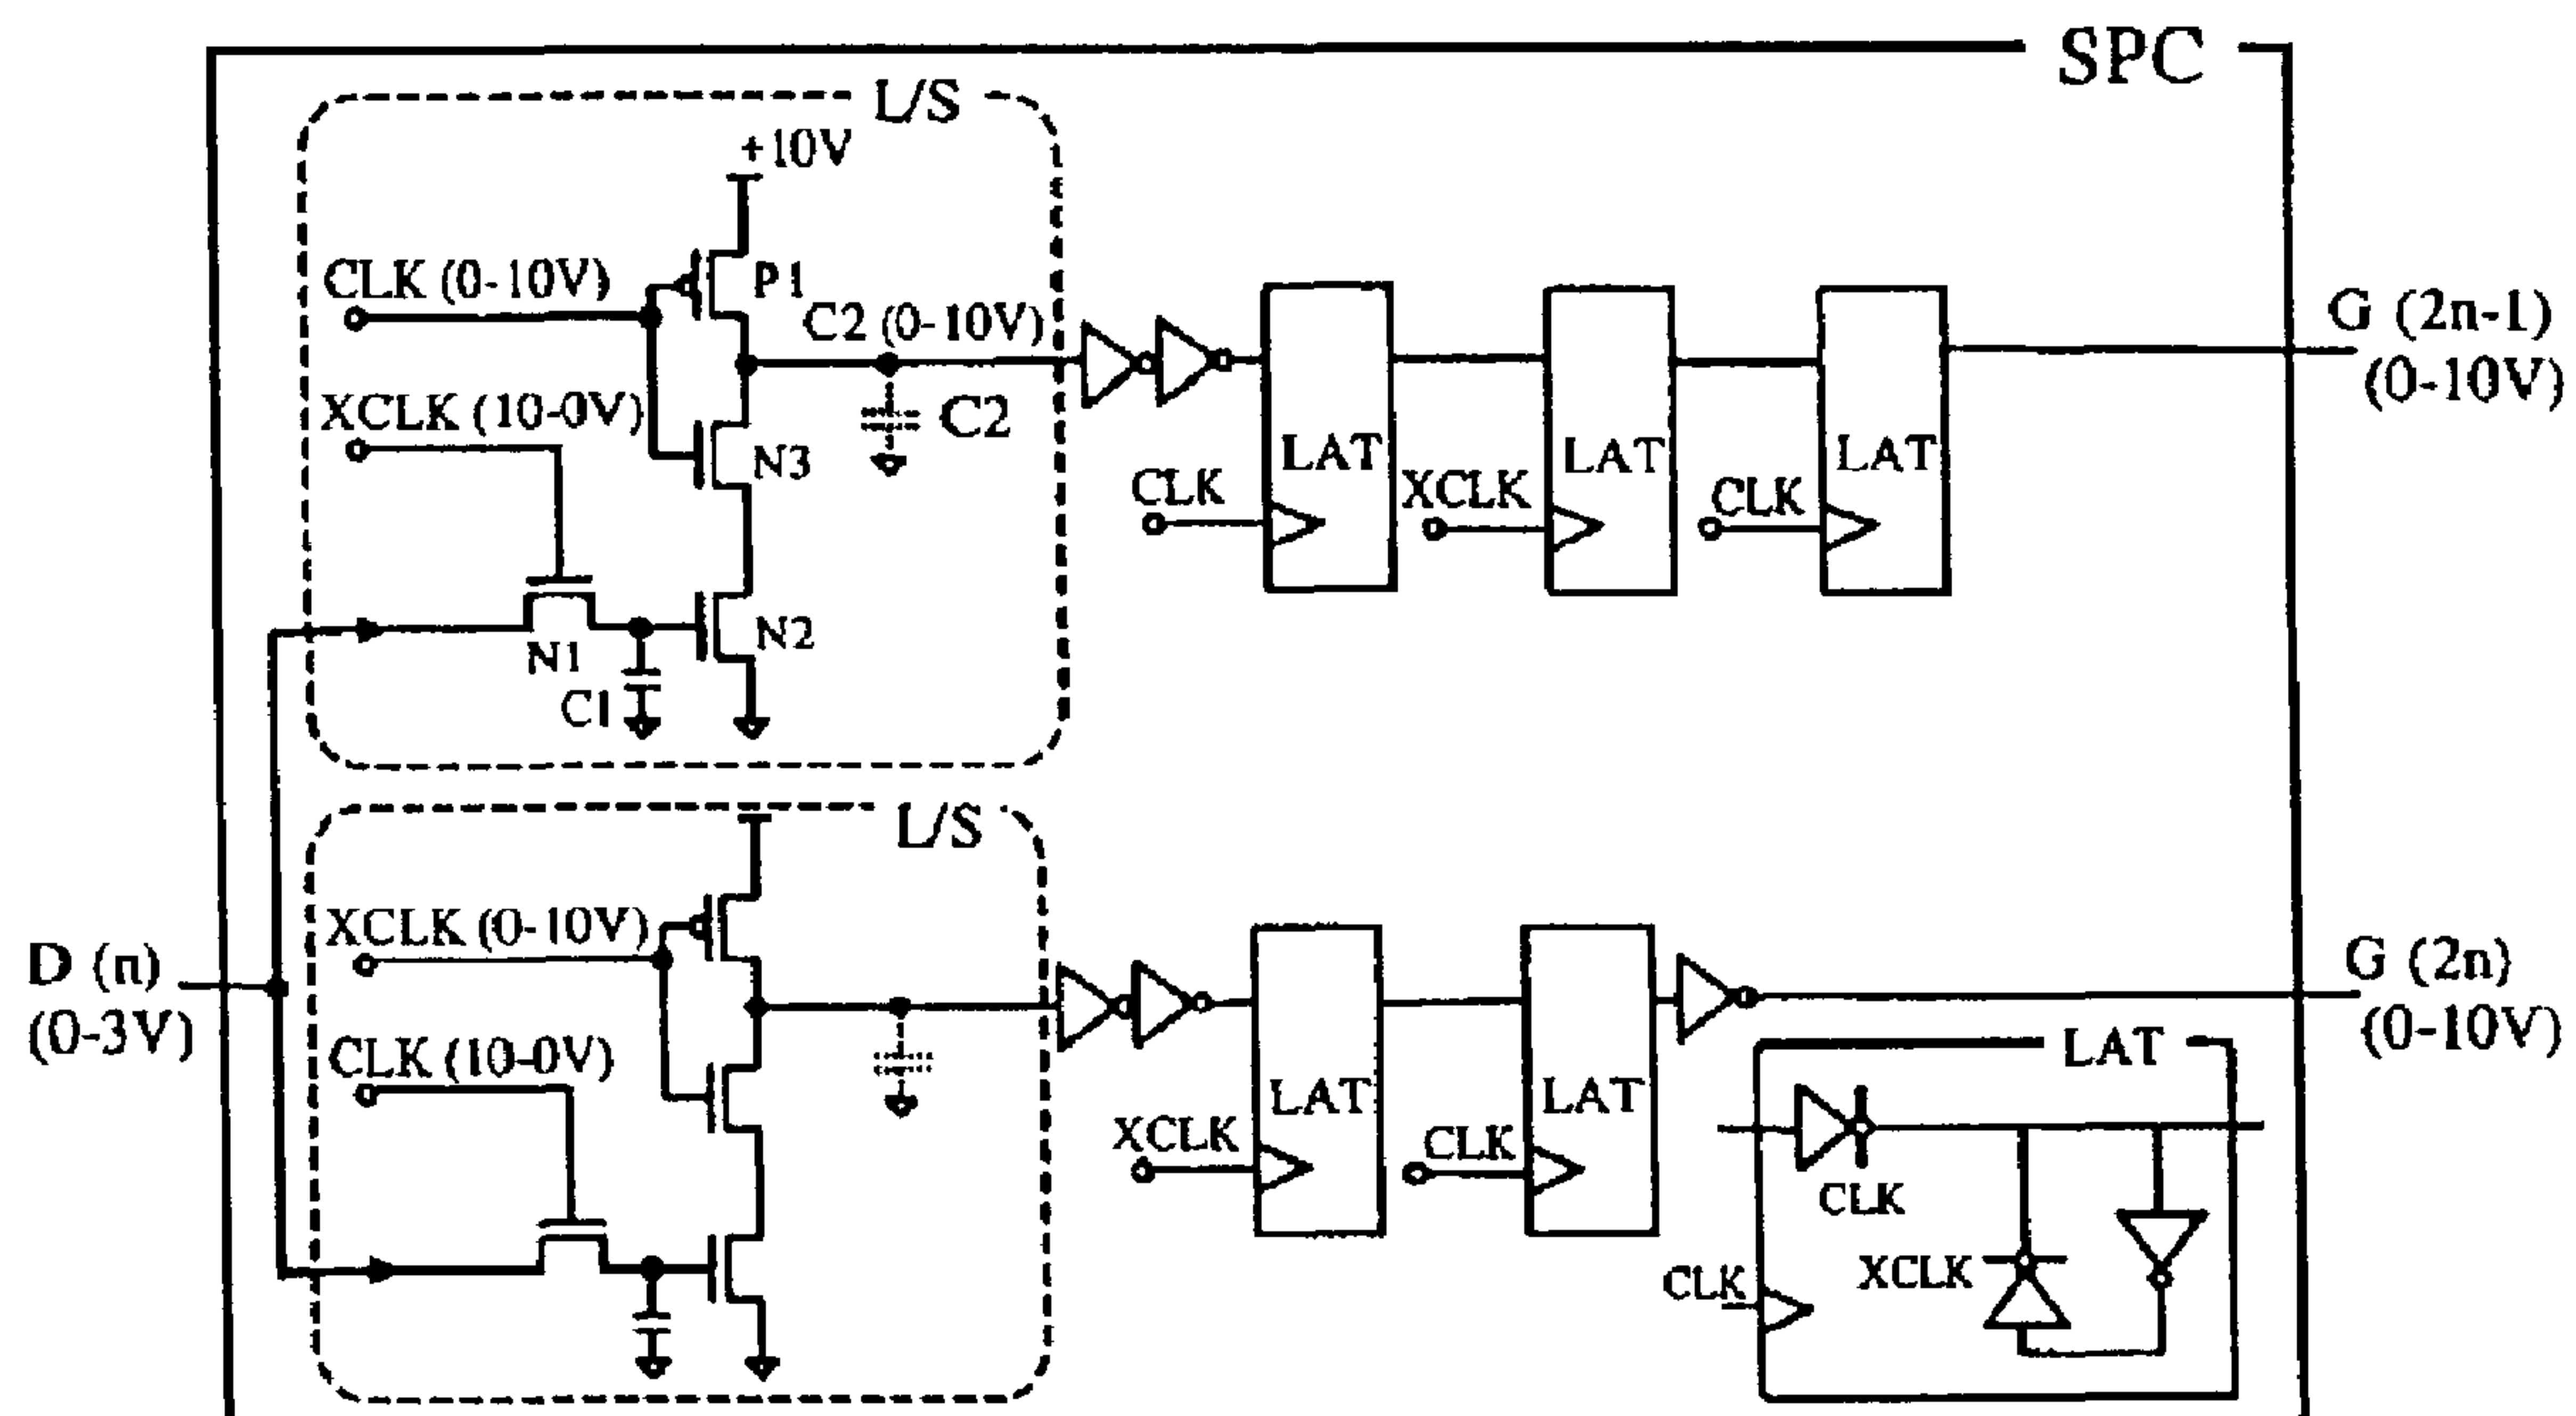 SPC
L/S
+10V
CLK (0-10V)
P1
C2 (0-10V)
G (2n-1)
(0-10V)
XCLK (10-0V)
C2
N3
LAT
LAT
LAT
CLK
XCLK
CLK
N1
N2
C1
L/S
XCLK (0-10V)
D (n)
(0-3V)
G (2n)
(0-10V)
CLK (10-0V)
LAT
LAT
LAT
XCLK
CLK
CLK
XCLK
CLK